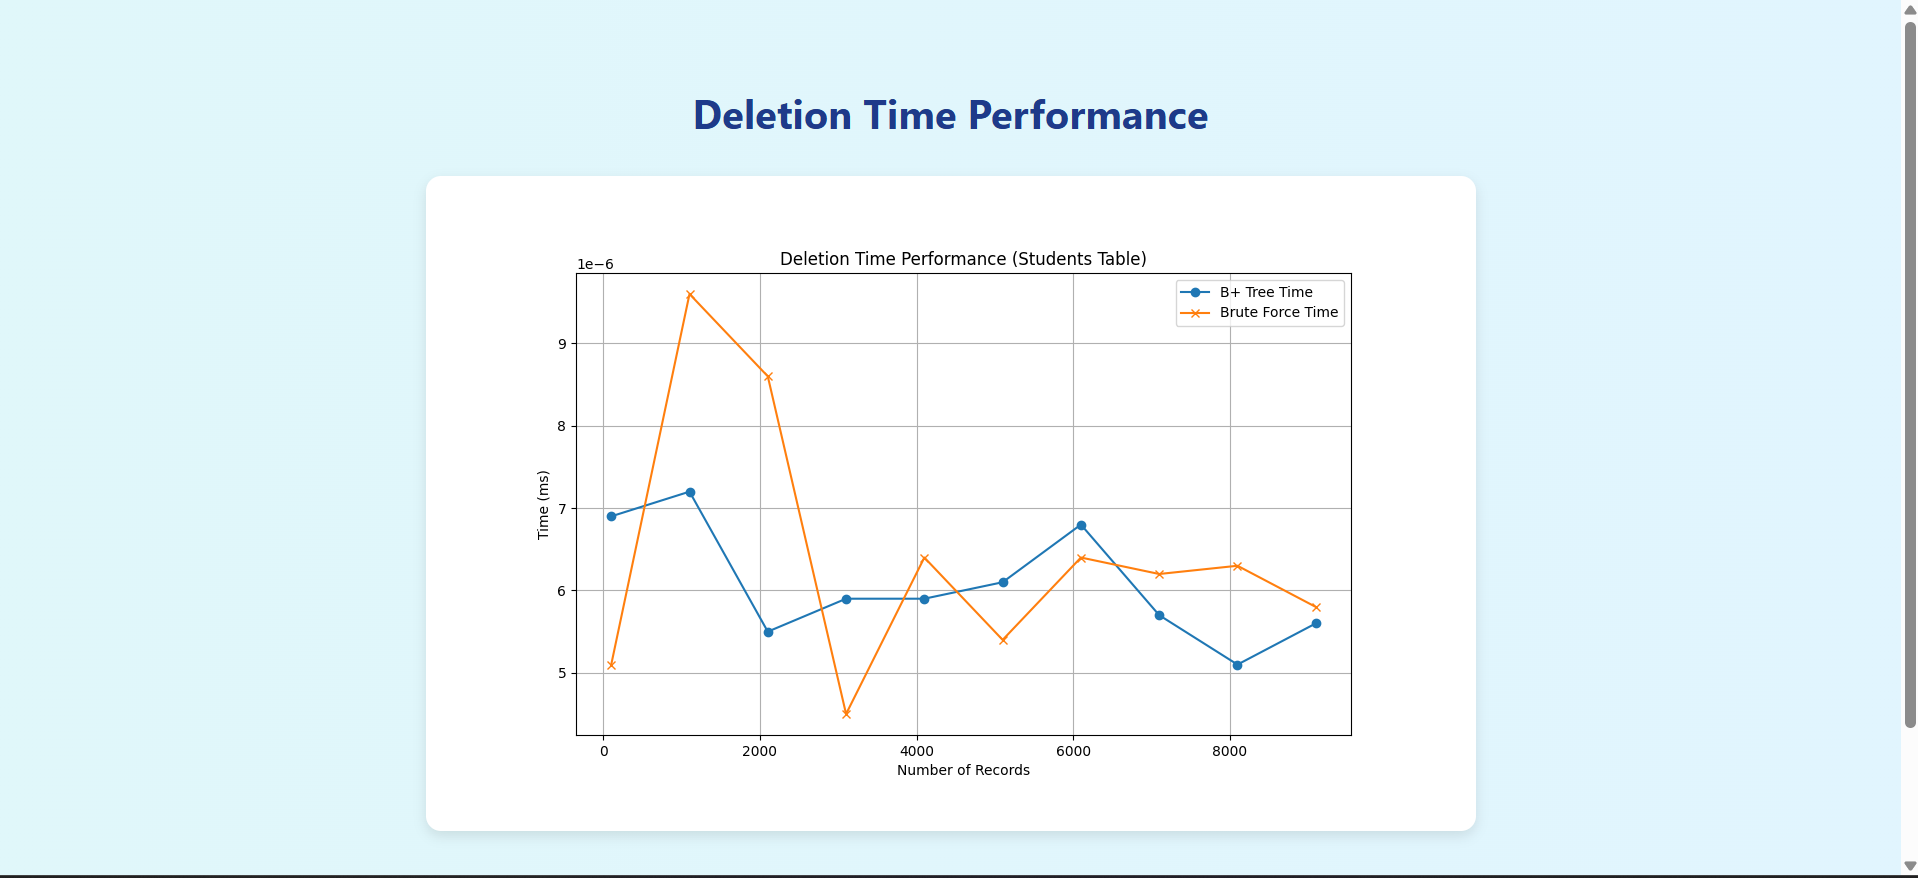 Deletion Time Performance
Deletion Time Performance (Students Table)
1e−6
B+ Tree Time
Brute Force Time
9
8
7
6
5
Time (ms)
0 2000 4000 6000 8000
Number of Records